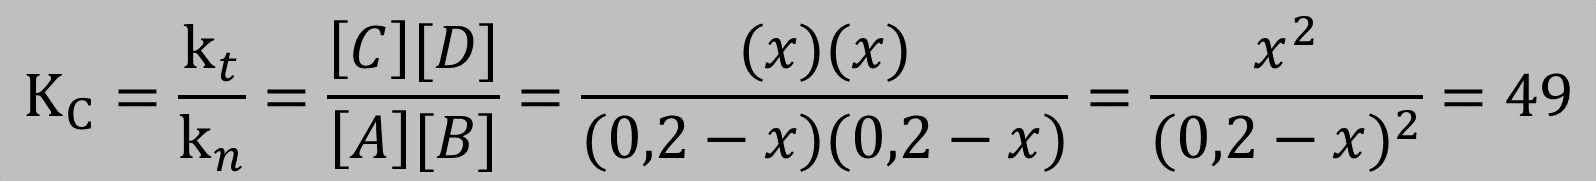 K_C = k_t/k_n = [C][D]/[A][B] = (x)(x)/(0,2 − x)(0,2 − x) = x²/(0,2 − x)² = 49